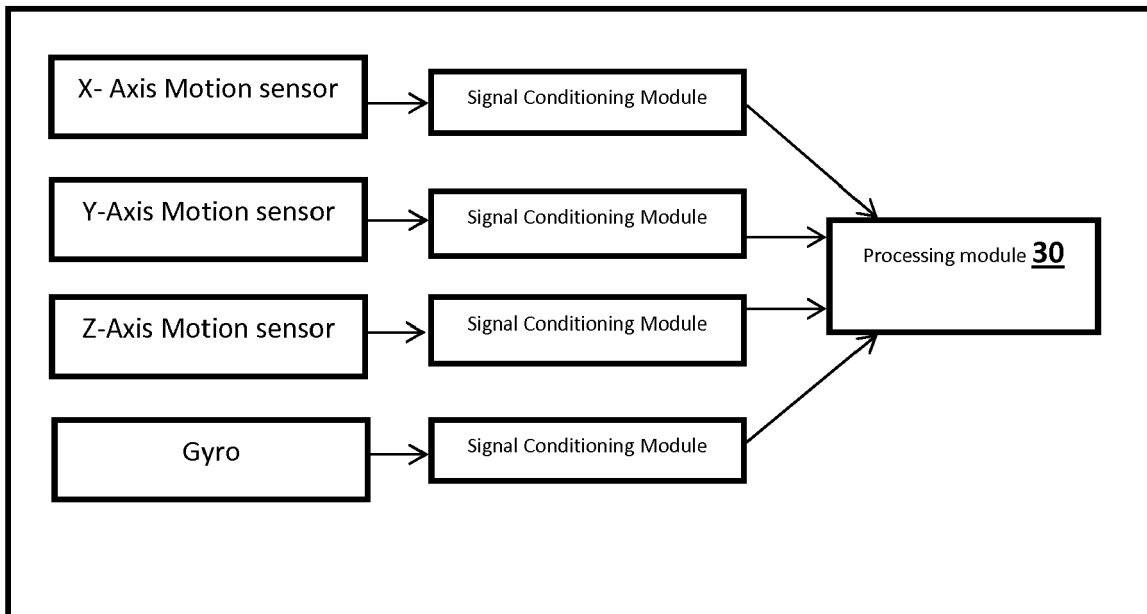 X- Axis Motion sensor
Signal Conditioning Module
Y-Axis Motion sensor
Signal Conditioning Module
Processing module 30
Z-Axis Motion sensor
Signal Conditioning Module
Gyro
Signal Conditioning Module